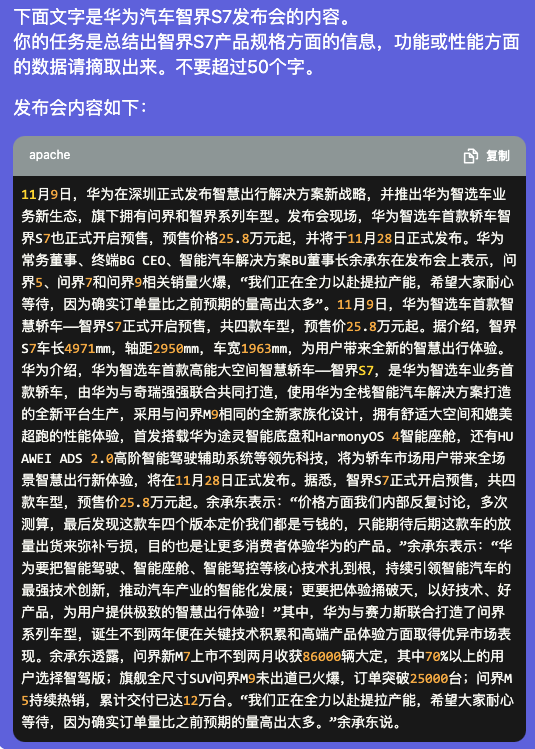 下面文字是华为汽车智界S7发布会的内容。
你的任务是总结出智界S7产品规格方面的信息，功能或性能方面
的数据请摘取出来。不要超过50个字。
发布会内容如下：
apache
复制
11月9日，华为在深圳正式发布智慧出行解决方案新战略，并推出华为智选车业
务新生态，旗下拥有问界和智界系列车型。发布会现场，华为智选车首款轿车智
界S7也正式开启预售，预售价格25.8万元起，并将于11月28日正式发布。华为
常务董事、终端BG CEO、智能汽车解决方案BU董事长余承东在发布会上表示，问
界5、问界7和问界9相关销量火爆，“我们正在全力以赴提拉产能，希望大家耐心
等待，因为确实订单量比之前预期的量高出太多”。11月9日，华为智选车首款智
慧轿车——智界S7正式开启预售，共四款车型，预售价25.8万元起。据介绍，智界
S7车长4971mm，轴距2950mm，车宽1963mm，为用户带来全新的智慧出行体验。
华为介绍，华为智选车首款高能大空间智慧轿车——智界S7，是华为智选车业务首
款轿车，由华为与奇瑞强强联合共同打造，使用华为全栈智能汽车解决方案打造
的全新平台生产，采用与问界M9相同的全新家族化设计，拥有舒适大空间和媲美
超跑的性能体验，首发搭载华为途灵智能底盘和HarmonyOS 4智能座舱，还有HU
AWEI ADS 2.0高阶智能驾驶辅助系统等领先科技，将为轿车市场用户带来全场
景智慧出行新体验，将在11月28日正式发布。据悉，智界S7正式开启预售，共四
款车型，预售价25.8万元起。余承东表示：“价格方面我们内部反复讨论，多次
测算，最后发现这款车四个版本定价我们都是亏钱的，只能期待后期这款车的放
量出货来弥补亏损，目的也是让更多消费者体验华为的产品。”余承东表示：“华
为要把智能驾驶、智能座舱、智能驾控等核心技术扎到根，持续引领智能汽车的
最强技术创新，推动汽车产业的智能化发展；更要把体验捅破天，以好技术、好
产品，为用户提供极致的智慧出行体验！”其中，华为与赛力斯联合打造了问界
系列车型，诞生不到两年便在关键技术积累和高端产品体验方面取得优异市场表
现。余承东透露，问界新M7上市不到两月收获86000辆大定，其中70%以上的用
户选择智驾版；旗舰全尺寸SUV问界M9未出道已火爆，订单突破25000台；问界M
5持续热销，累计交付已达12万台。“我们正在全力以赴提拉产能，希望大家耐心
等待，因为确实订单量比之前预期的量高出太多。”余承东说。